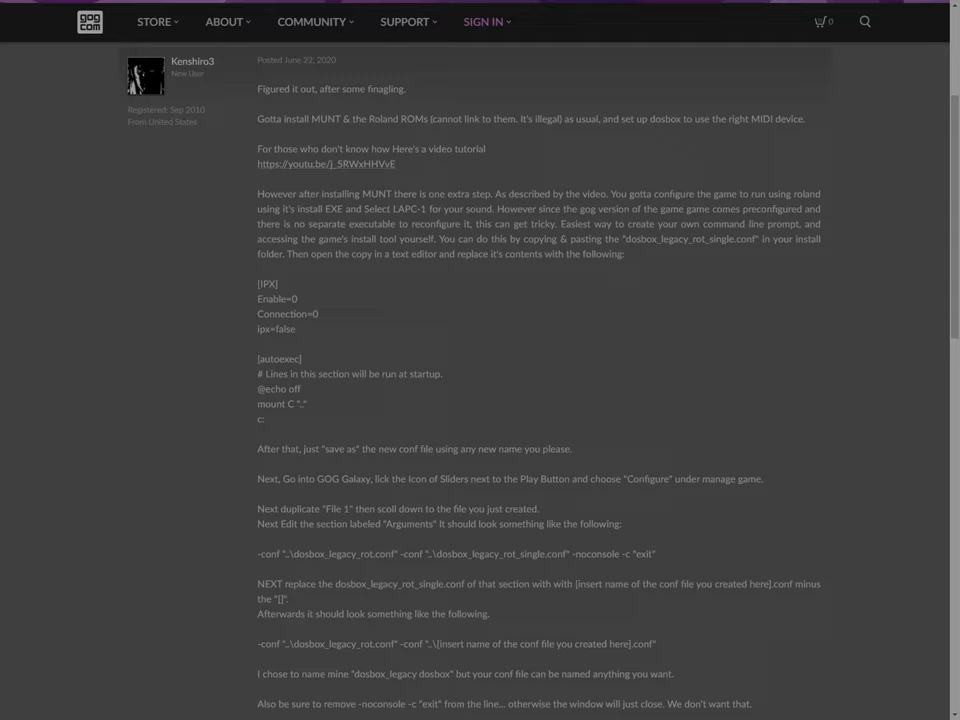 gog
com
STORE
ABOUT
COMMUNITY
SUPPORT
SIGN IN
0
Kenshiro3
New User
Registered: Sep 2010
From United States
Posted June 22, 2020
Figured it out, after some finagling.
Gotta install MUNT & the Roland ROMs (cannot link to them. It's illegal) as usual, and set up dosbox to use the right MIDI device.
For those who don't know how Here's a video tutorial
https://youtu.be/j_5RWxHHVvE
However after installing MUNT there is one extra step. As described by the video. You gotta configure the game to run using roland
using it's install EXE and Select LAPC-1 for your sound. However since the gog version of the game game comes preconfigured and
there is no separate executable to reconfigure it, this can get tricky. Easiest way to create your own command line prompt, and
accessing the game's install tool yourself. You can do this by copying & pasting the "dosbox_legacy_rot_single.conf" in your install
folder. Then open the copy in a text editor and replace it's contents with the following:
[IPX]
Enable=0
Connection=0
ipx=false
[autoexec]
# Lines in this section will be run at startup.
@echo off
mount C ".."
c:
After that, just "save as" the new conf file using any new name you please.
Next, Go into GOG Galaxy, lick the Icon of Sliders next to the Play Button and choose "Configure" under manage game.
Next duplicate "File 1" then scoll down to the file you just created.
Next Edit the section labeled "Arguments" It should look something like the following:
-conf "..\dosbox_legacy_rot.conf" -conf "..\dosbox_legacy_rot_single.conf" -noconsole -c "exit"
NEXT replace the dosbox_legacy_rot_single.conf of that section with with [insert name of the conf file you created here].conf minus
the "[]".
Afterwards it should look something like the following.
-conf "..\dosbox_legacy_rot.conf" -conf "..\[insert name of the conf file you created here].conf"
I chose to name mine "dosbox_legacy dosbox" but your conf file can be named anything you want.
Also be sure to remove -noconsole -c "exit" from the line... otherwise the window will just close. We don't want that.